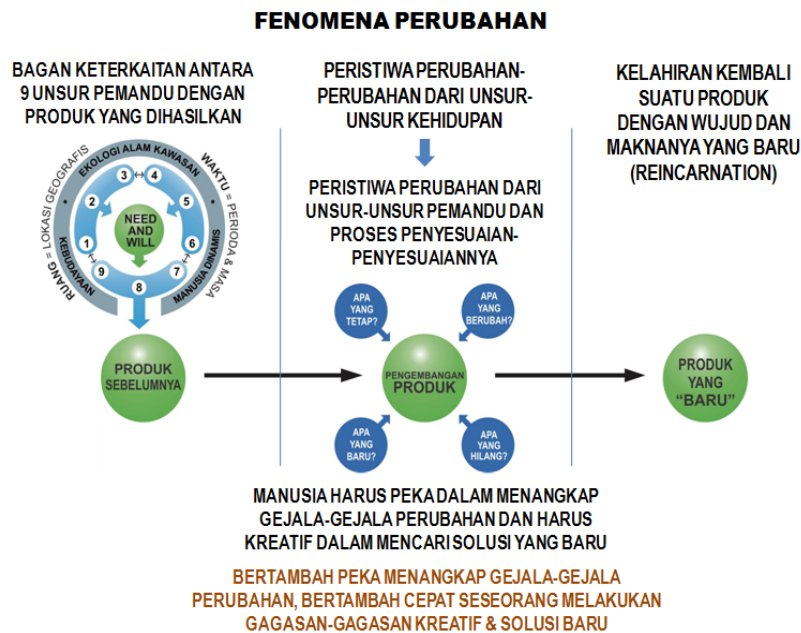 FENOMENA PERUBAHAN
BAGAN KETERKAITAN ANTARA
9 UNSUR PEMANDU DENGAN
PRODUK YANG DIHASILKAN
RUANG = LOKASI GEOGRAFIS
WAKTU = PERIODA & MASA
EKOLOGI ALAM KAWASAN
KEBUDAYAAN
MANUSIA DINAMIS
1
2
3
4
5
6
7
8
9
NEED
AND
WILL
PRODUK
SEBELUMNYA
PERISTIWA PERUBAHAN-
PERUBAHAN DARI UNSUR-
UNSUR KEHIDUPAN
PERISTIWA PERUBAHAN DARI
UNSUR-UNSUR PEMANDU DAN
PROSES PENYESUAIAN-
PENYESUAIANNYA
APA
YANG
TETAP?
APA
YANG
BERUBAH?
PENGEMBANGAN
PRODUK
APA
YANG
BARU?
APA
YANG
HILANG?
KELAHIRAN KEMBALI
SUATU PRODUK
DENGAN WUJUD DAN
MAKNANYA YANG BARU
(REINCARNATION)
PRODUK
YANG
“BARU”
MANUSIA HARUS PEKA DALAM MENANGKAP
GEJALA-GEJALA PERUBAHAN DAN HARUS
KREATIF DALAM MENCARI SOLUSI YANG BARU
BERTAMBAH PEKA MENANGKAP GEJALA-GEJALA
PERUBAHAN, BERTAMBAH CEPAT SESEORANG MELAKUKAN
GAGASAN-GAGASAN KREATIF & SOLUSI BARU